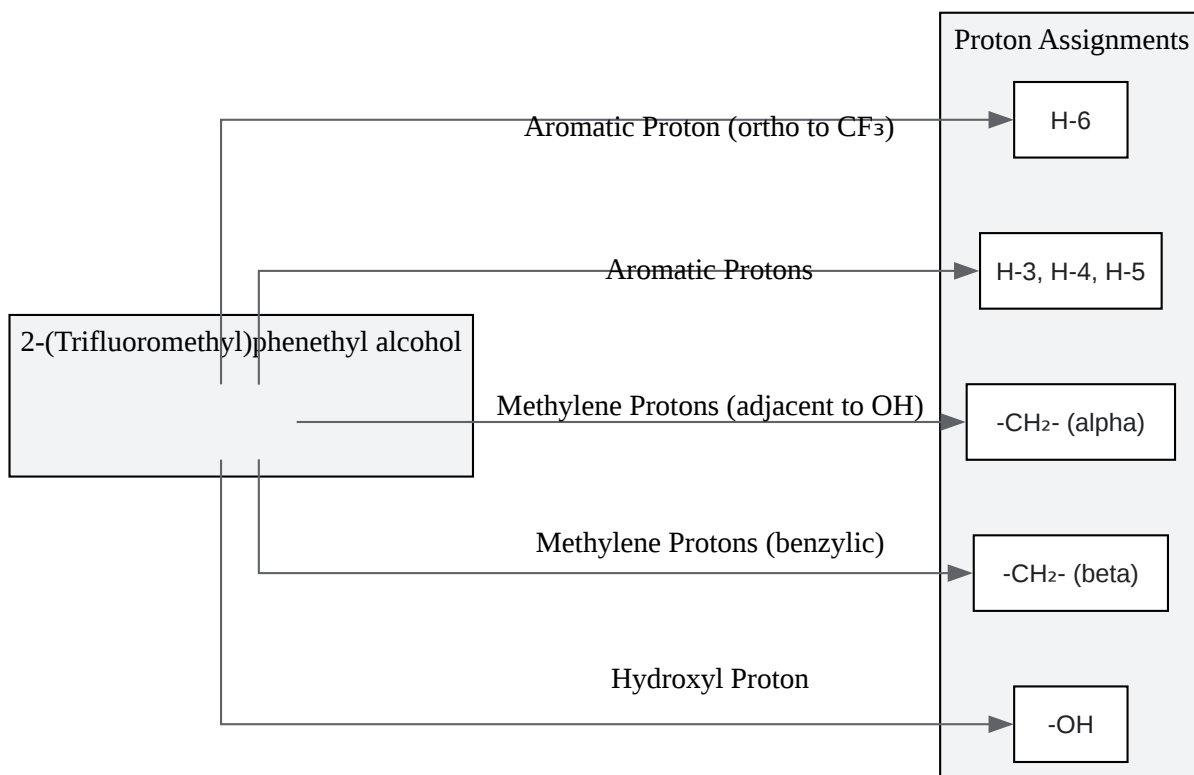 Proton Assignments
Aromatic Proton (ortho to CF₃)
H-6
Aromatic Protons
H-3, H-4, H-5
2-(Trifluoromethyl)phenethyl alcohol
Methylene Protons (adjacent to OH)
-CH₂- (alpha)
Methylene Protons (benzylic)
-CH₂- (beta)
Hydroxyl Proton
-OH